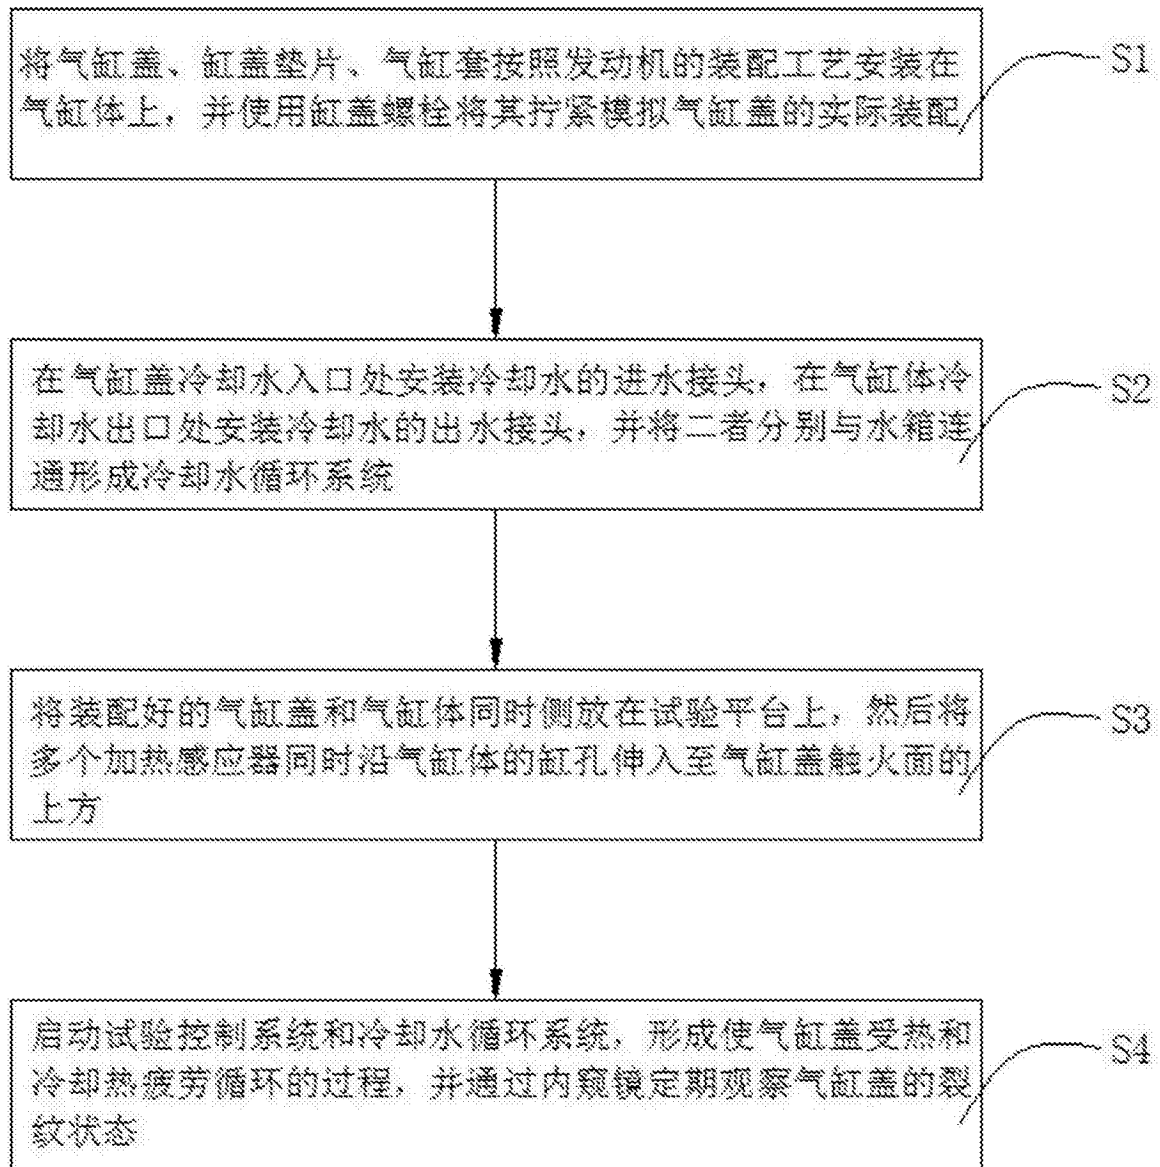 将气缸盖、缸盖垫片、气缸套按照发动机的装配工艺安装在
气缸体上，并使用缸盖螺栓将其拧紧模拟气缸盖的实际装配
S1
在气缸盖冷却水入口处安装冷却水的进水接头，在气缸体冷
却水出口处安装冷却水的出水接头，并将二者分别与水箱连
通形成冷却水循环系统
S2
将装配好的气缸盖和气缸体同时侧放在试验平台上，然后将
多个加热感应器同时沿气缸体的缸孔伸入至气缸盖触火面的
上方
S3
启动试验控制系统和冷却水循环系统，形成使气缸盖受热和
冷却热疲劳循环的过程，并通过内窥镜定期观察气缸盖的裂
纹状态
S4